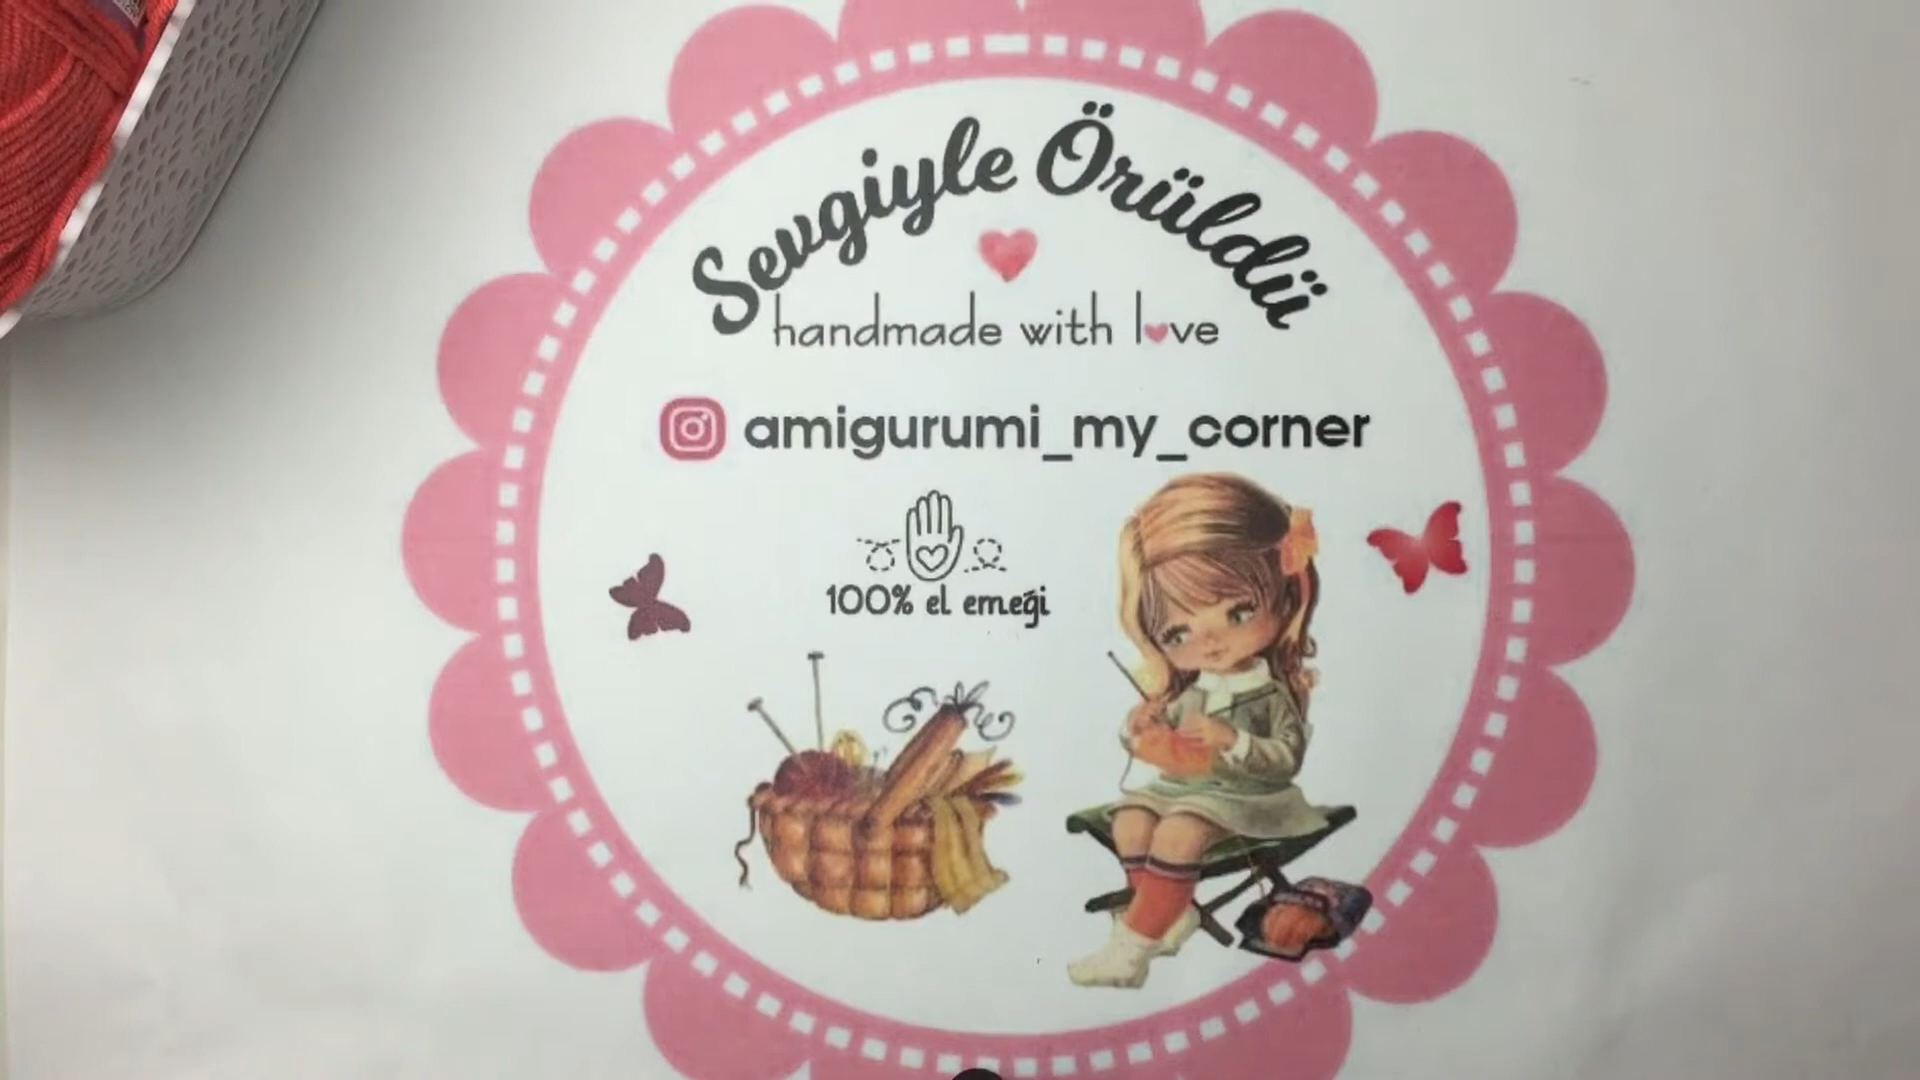 Sevgiyle Örüldü
handmade with love
amigurumi_my_corner
100% el emeği